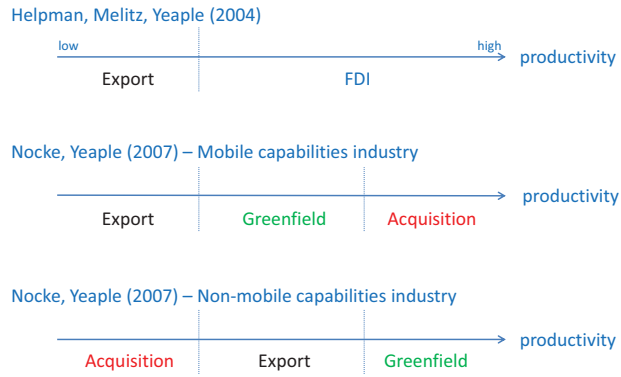 Helpman, Melitz, Yeaple (2004)
low high
productivity
Export FDI
Nocke, Yeaple (2007) – Mobile capabilities industry
productivity
Export Greenfield Acquisition
Nocke, Yeaple (2007) – Non-mobile capabilities industry
productivity
Acquisition Export Greenfield